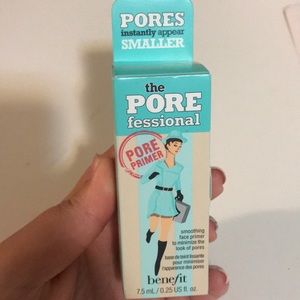 PORES
instantly appear
SMALLER
the
PORE
fessional
PORE
PRIMER
smoothing
face primer
to minimize the
look of pores
base de teint lissante
pour minimiser
l'apparence des pores
benefit
7.5 mL / 0.25 US fl. oz.